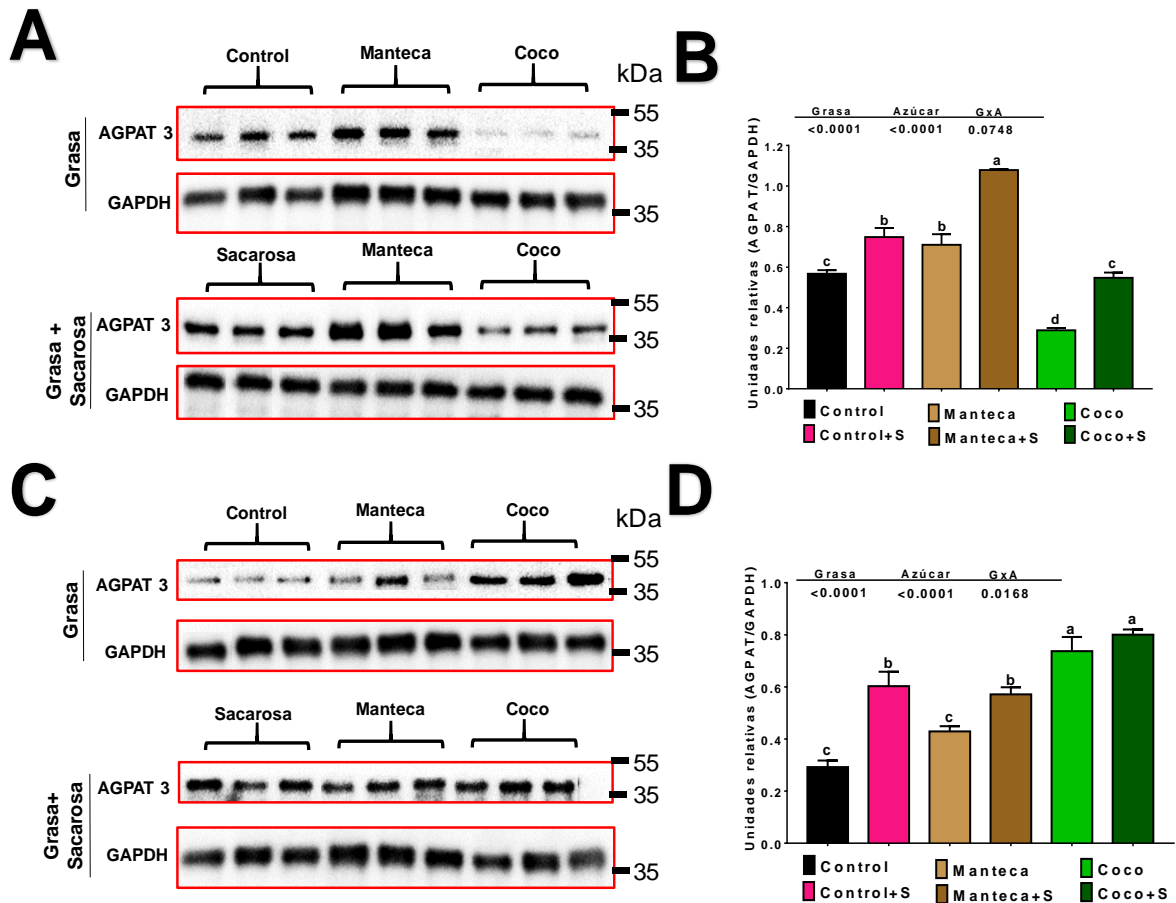 A
Control Manteca Coco
kDa
Grasa
AGPAT 3
55
35
GAPDH
35
Sacarosa Manteca Coco
Grasa +
Sacarosa
AGPAT 3
55
35
GAPDH
35
B
Grasa Azúcar GxA
<0.0001 <0.0001 0.0748
Unidades relativas (AGPAT/GAPDH)
1.2
1.0
0.8
0.6
0.4
0.2
0.0
c b b a d c
Control Manteca Coco
Control+S Manteca+S Coco+S
C
Control Manteca Coco
kDa
Grasa
AGPAT 3
55
35
GAPDH
35
Sacarosa Manteca Coco
Grasa+
Sacarosa
AGPAT 3
55
35
GAPDH
35
D
Grasa Azúcar GxA
<0.0001 <0.0001 0.0168
Unidades relativas (AGPAT/GAPDH)
1.0
0.8
0.6
0.4
0.2
0.0
c b c b a a
Control Manteca Coco
Control+S Manteca+S Coco+S